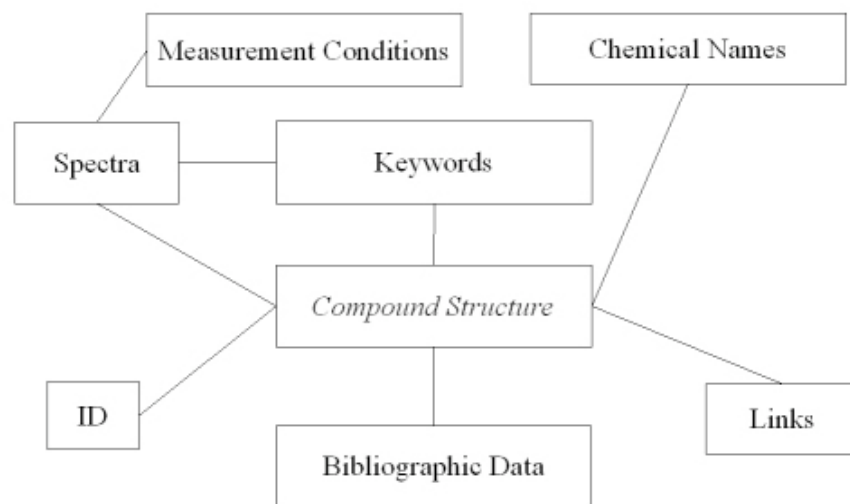 Measurement Conditions
Chemical Names
Spectra
Keywords
Compound Structure
ID
Links
Bibliographic Data